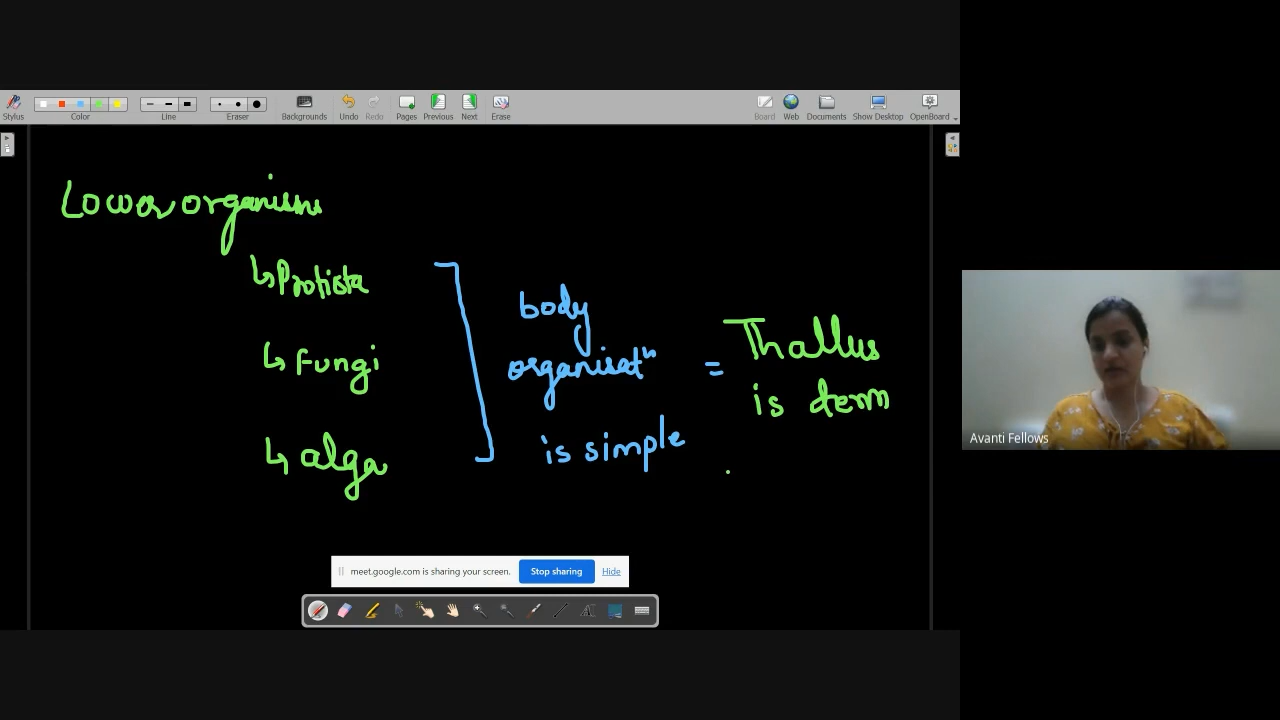 Stylus
Color
Line
Eraser
Backgrounds
Undo
Redo
Pages
Previous
Next
Erase
Board
Web
Documents
Show Desktop
OpenBoard
Lower organisms
↳ Protista
↳ Fungi
↳ alga
body
organisatⁿ
is simple
= Thallus
is term
Avanti Fellows
meet.google.com is sharing your screen.
Stop sharing
Hide